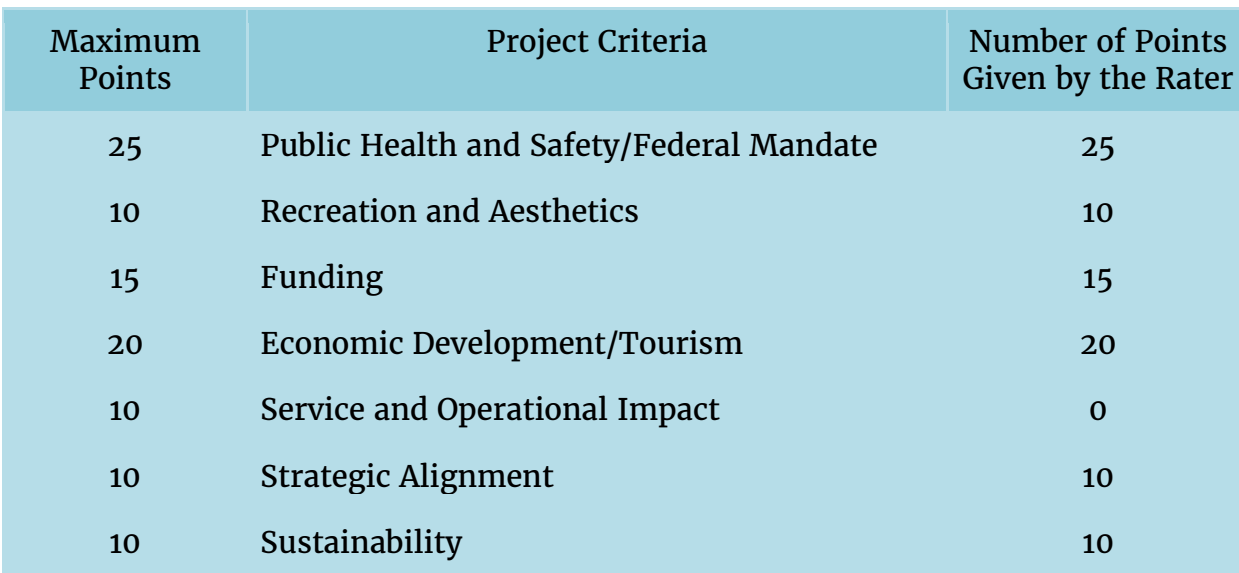 Maximum Points Project Criteria Number of Points Given by the Rater
25 Public Health and Safety/Federal Mandate 25
10 Recreation and Aesthetics 10
15 Funding 15
20 Economic Development/Tourism 20
10 Service and Operational Impact 0
10 Strategic Alignment 10
10 Sustainability 10